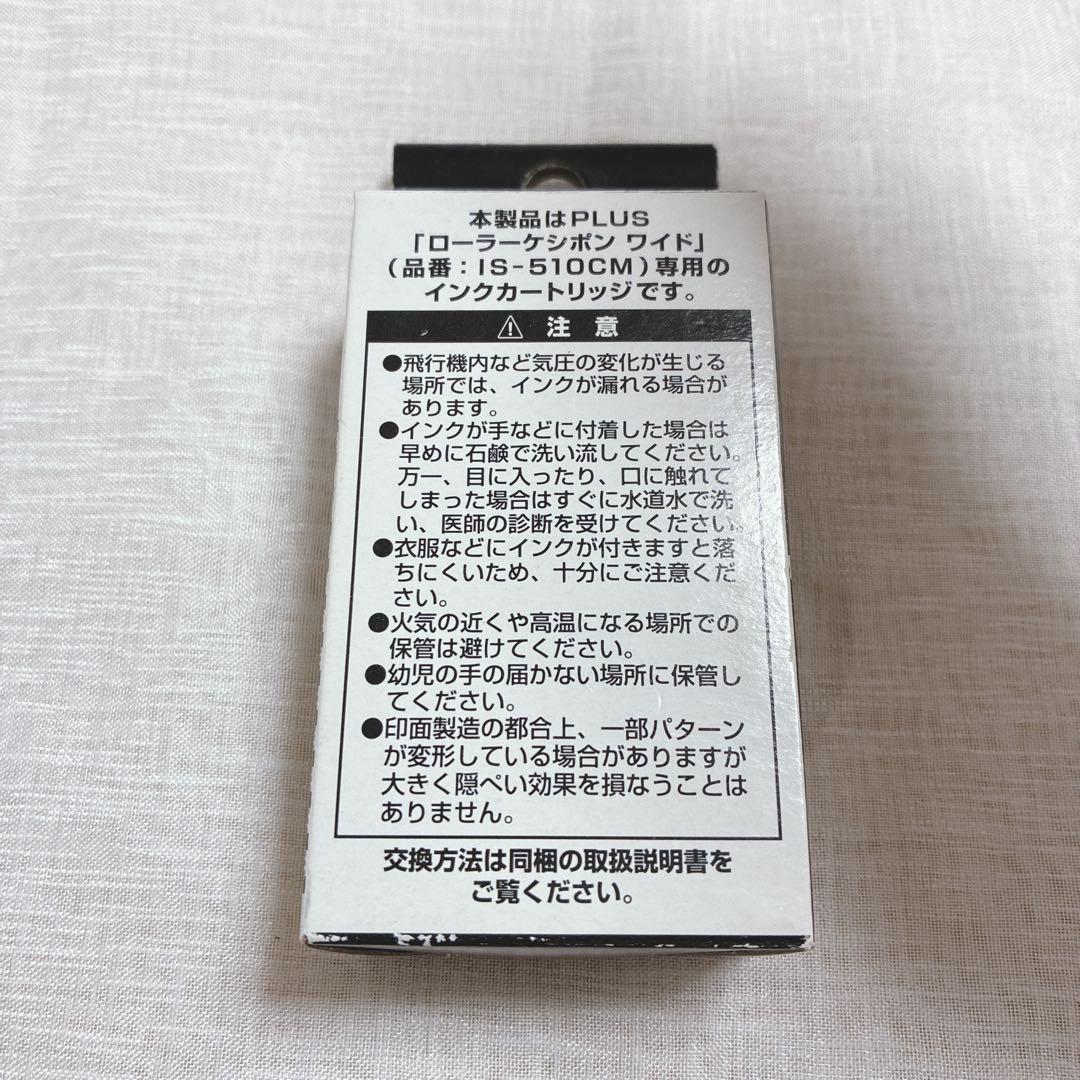 本製品はPLUS
「ローラーケシポン ワイド」
(品番:IS-510CM)専用の
インクカートリッジです。
⚠ 注意
●飛行機内など気圧の変化が生じる
場所では、インクが漏れる場合が
あります。
●インクが手などに付着した場合は
早めに石鹸で洗い流してください。
万一、目に入ったり、口に触れて
しまった場合はすぐに水道水で洗
い、医師の診断を受けてください。
●衣服などにインクが付きますと落
ちにくいため、十分にご注意くだ
さい。
●火気の近くや高温になる場所での
保管は避けてください。
●幼児の手の届かない場所に保管し
てください。
●印面製造の都合上、一部パターン
が変形している場合がありますが
大きく隠ぺい効果を損なうことは
ありません。
交換方法は同梱の取扱説明書を
ご覧ください。